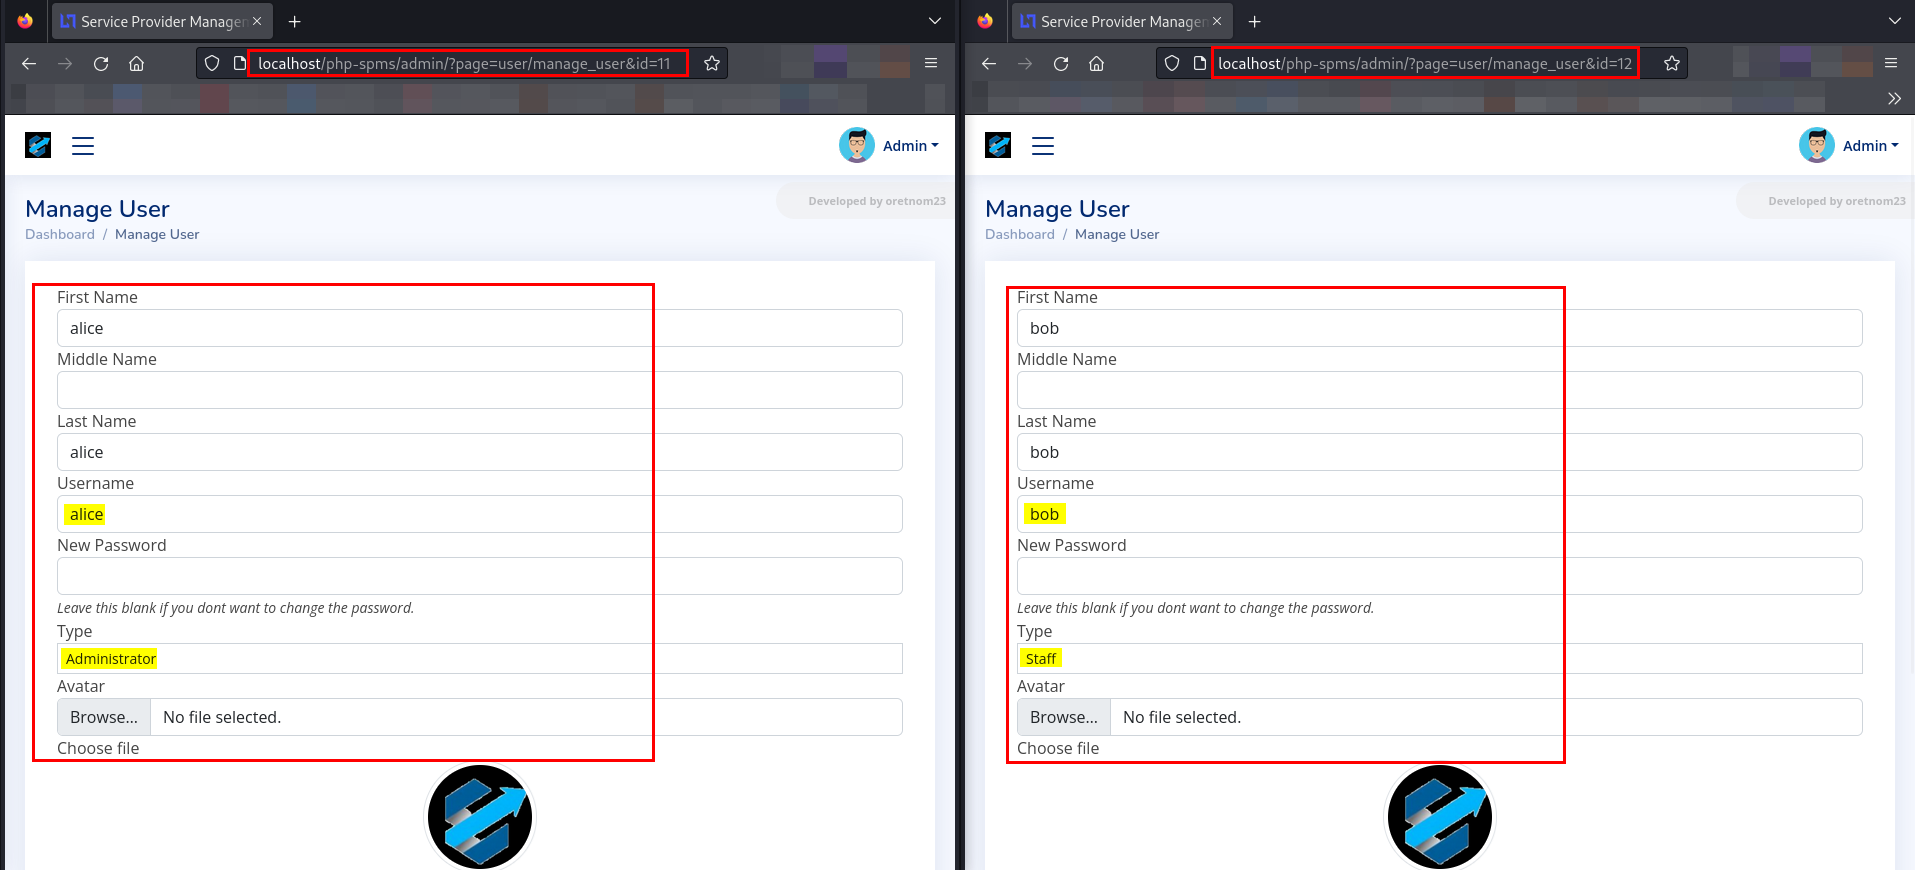 Service Provider Managen
localhost/php-spms/admin/?page=user/manage_user&id=11
Admin
Developed by oretnom23
Manage User
Dashboard / Manage User
First Name
alice
Middle Name
Last Name
alice
Username
alice
New Password
Leave this blank if you dont want to change the password.
Type
Administrator
Avatar
Browse... No file selected.
Choose file
Service Provider Managen
localhost/php-spms/admin/?page=user/manage_user&id=12
Admin
Developed by oretnom23
Manage User
Dashboard / Manage User
First Name
bob
Middle Name
Last Name
bob
Username
bob
New Password
Leave this blank if you dont want to change the password.
Type
Staff
Avatar
Browse... No file selected.
Choose file